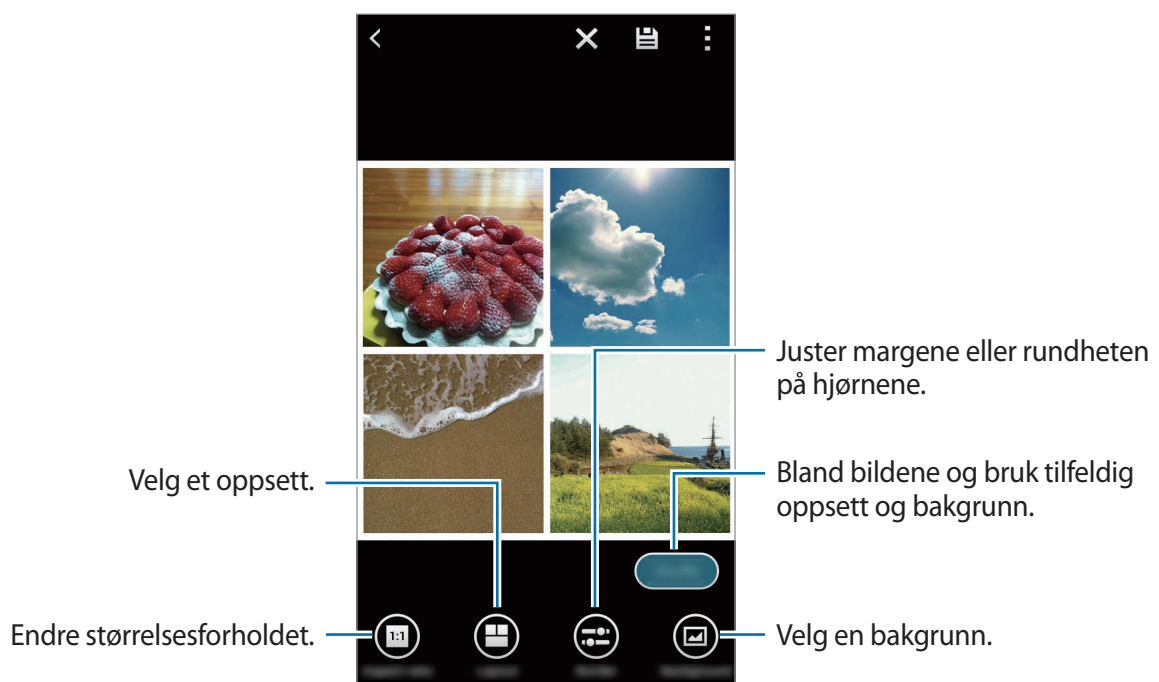 Juster margene eller rundheten
på hjørnene.
Velg et oppsett.
Bland bildene og bruk tilfeldig
oppsett og bakgrunn.
Endre størrelsesforholdet.
1:1
Velg en bakgrunn.